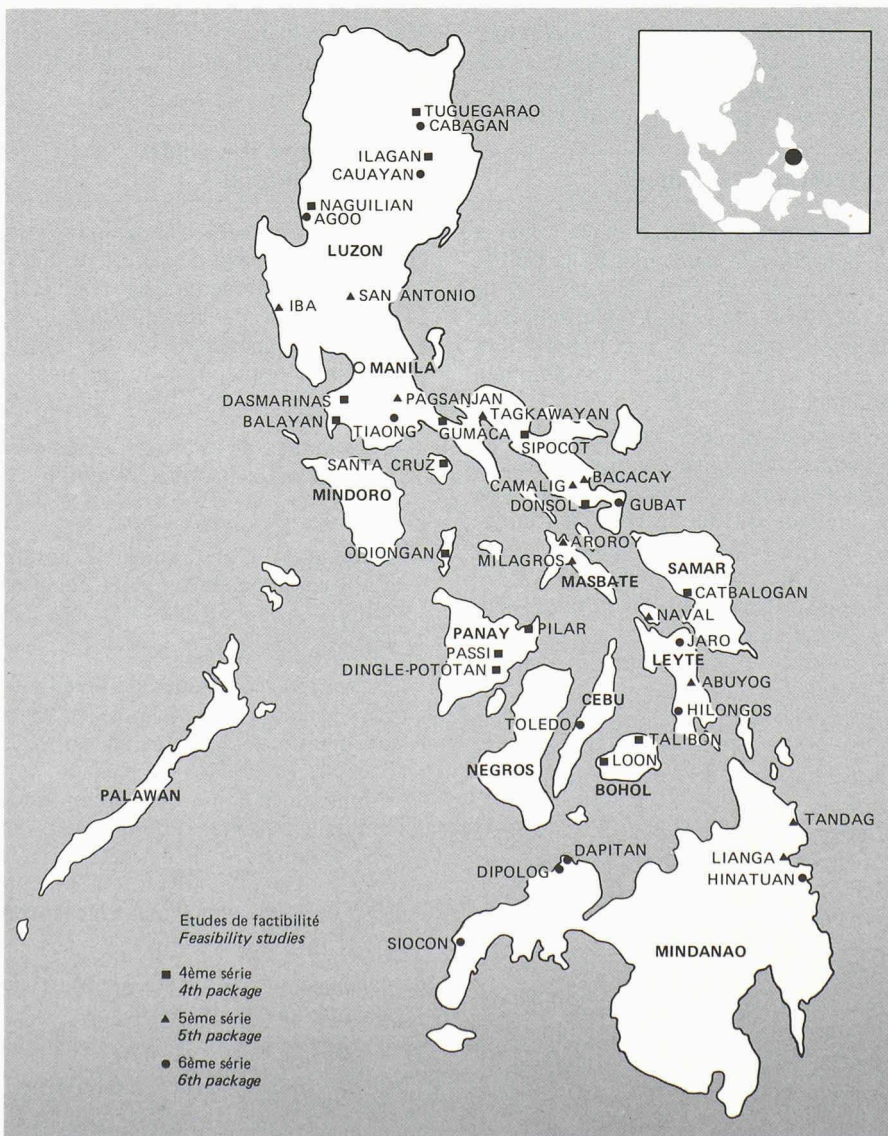 TUGUEGARAO
CABAGAN
ILAGAN
CAUAYAN
NAGUILIAN
AGOO
LUZON
IBA
SAN ANTONIO
MANILA
DASMARINAS
PAGSANJAN
BALAYAN
TIAONG
GUMACA
TAGKAWAYAN
SIPOCOT
SANTA CRUZ
MINDORO
CAMALIG
BACACAY
DONSOL
GUBAT
ODIONGAN
AROROY
MILAGROS
MASBATE
SAMAR
CATBALOGAN
NAVAL
PANAY
PILAR
PASSI
DINGLE-POTOTAN
JARO
LEYTE
ABUYOG
CEBU
HILONGOS
TOLEDO
TALIBON
NEGROS
LOON
BOHOL
PALAWAN
TANDAG
DAPITAN
LIANGA
DIPOLOG
HINATUAN
SIOCON
MINDANAO
Etudes de factibilité
Feasibility studies
4ème série
4th package
5ème série
5th package
6ème série
6th package